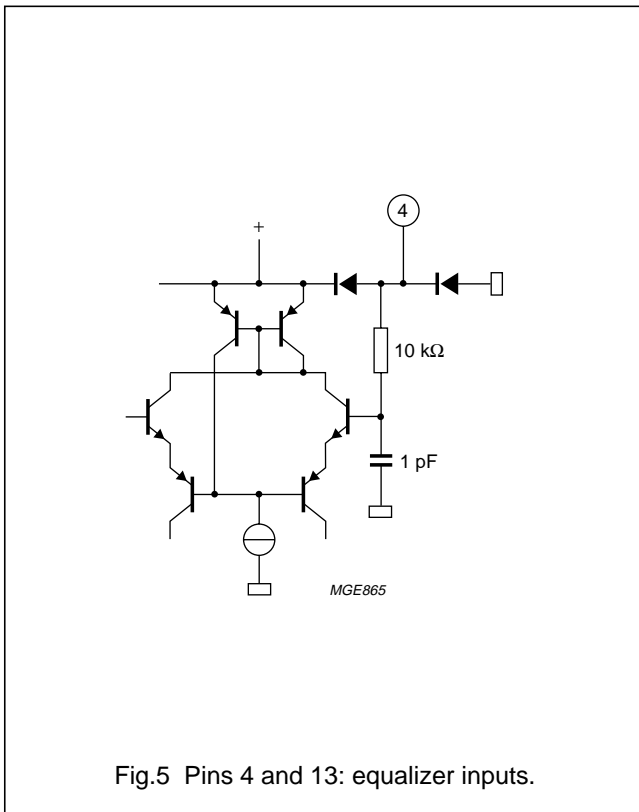 4
+
10 kΩ
1 pF
MGE865
Fig.5 Pins 4 and 13: equalizer inputs.